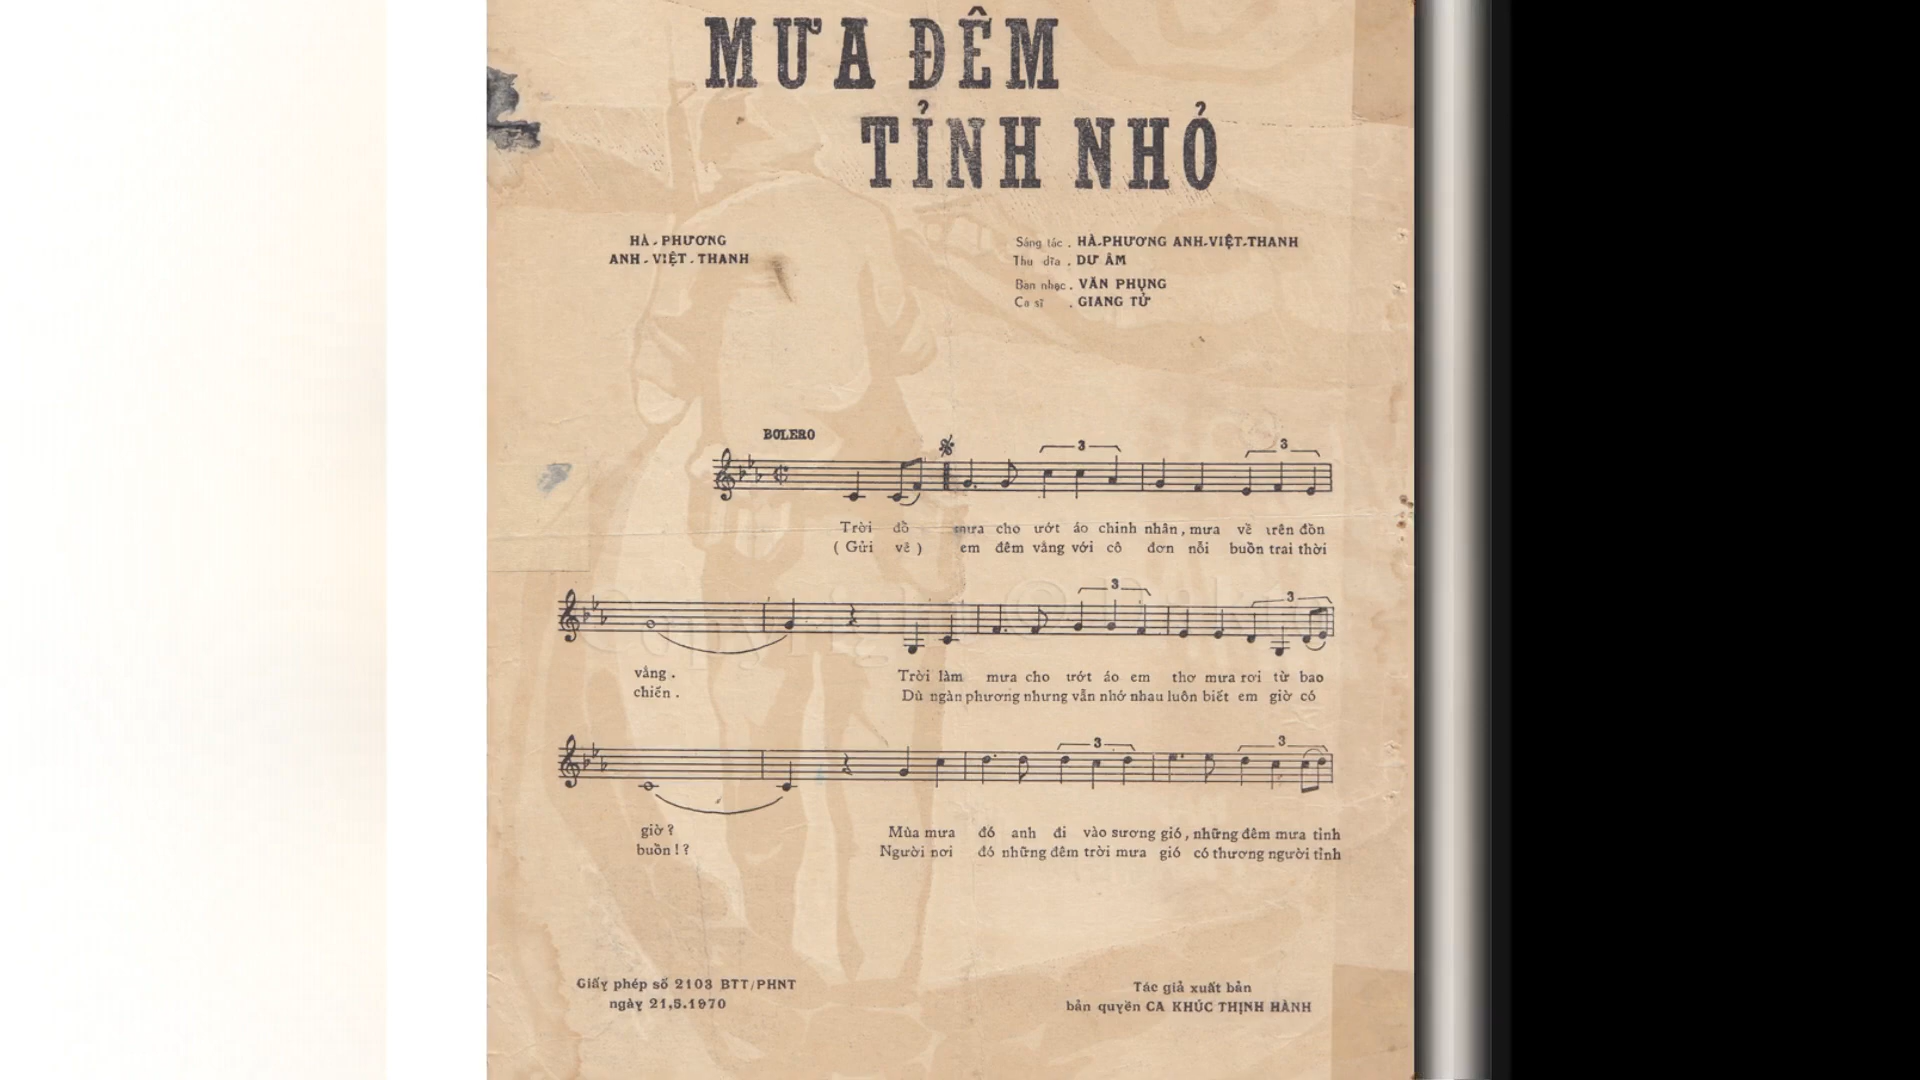 MƯA ĐÊM
TỈNH NHỎ
HÀ - PHƯƠNG
ANH - VIỆT - THANH
Sáng tác . HÀ-PHƯƠNG ANH-VIỆT-THANH
Thu dĩa . DƯ ÂM
Ban nhạc . VĂN PHỤNG
Ca sĩ . GIANG TỬ
BOLERO
3 3
Trời đổ mưa cho ướt áo chinh nhân, mưa về trên đồn
( Gửi về ) em đêm vắng với cô đơn nỗi buồn trai thời
3 3
vắng .
chiến .
Trời làm mưa cho ướt áo em thơ mưa rơi từ bao
Dù ngàn phương nhưng vẫn nhớ nhau luôn biết em giờ có
3 3
giờ ?
buồn ! ?
Mùa mưa đó anh đi vào sương gió, những đêm mưa tỉnh
Người nơi đó những đêm trời mưa gió có thương người tỉnh
Giấy phép số 2103 BTT/PHNT
ngày 21.5.1970
Tác giả xuất bản
bản quyền CA KHÚC THỊNH HÀNH